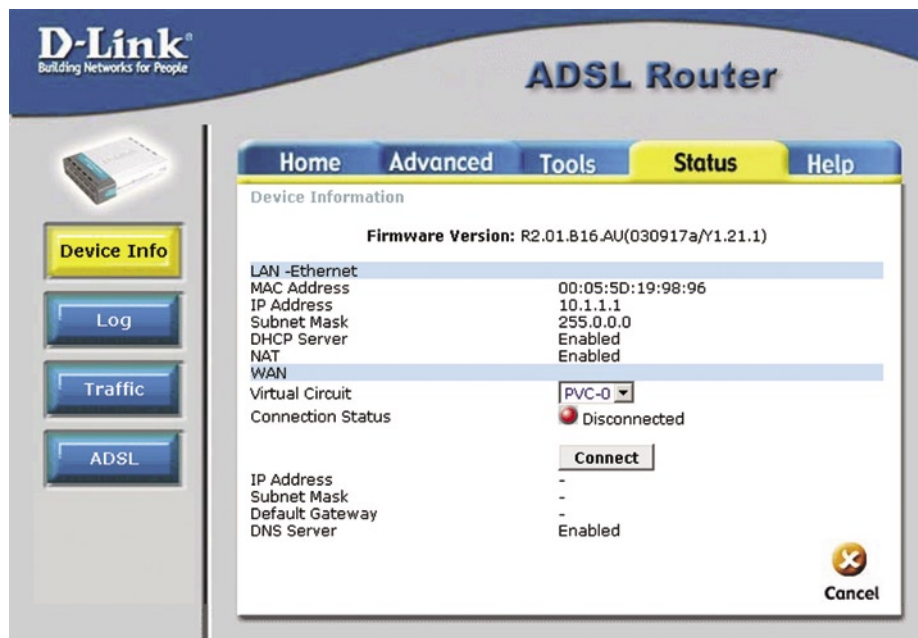 D-Link®
Building Networks for People
ADSL Router
Home Advanced Tools Status Help
Device Info
Log
Traffic
ADSL
Device Information
Firmware Version: R2.01.B16.AU(030917a/Y1.21.1)
LAN -Ethernet
MAC Address 00:05:5D:19:98:96
IP Address 10.1.1.1
Subnet Mask 255.0.0.0
DHCP Server Enabled
NAT Enabled
WAN
Virtual Circuit PVC-0
Connection Status Disconnected
Connect
IP Address -
Subnet Mask -
Default Gateway -
DNS Server Enabled
Cancel